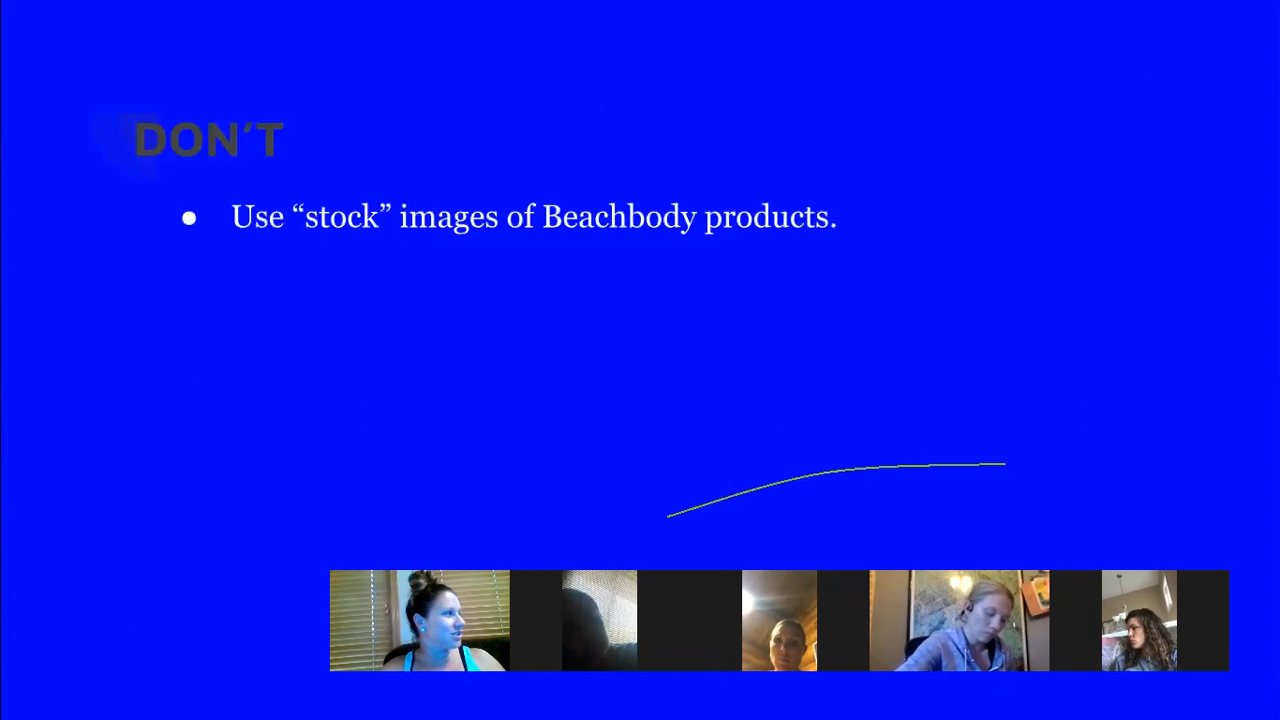 DON’T
● Use “stock” images of Beachbody products.